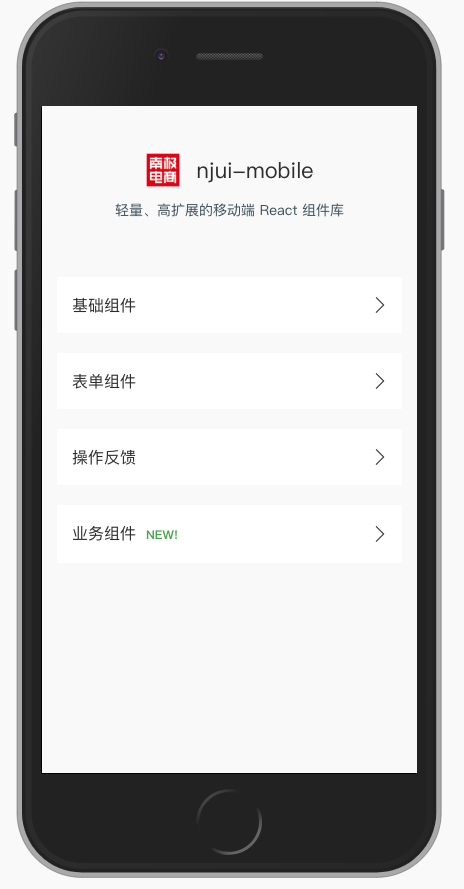 南极
电商
njui-mobile
轻量、高扩展的移动端 React 组件库
基础组件
表单组件
操作反馈
业务组件 NEW!